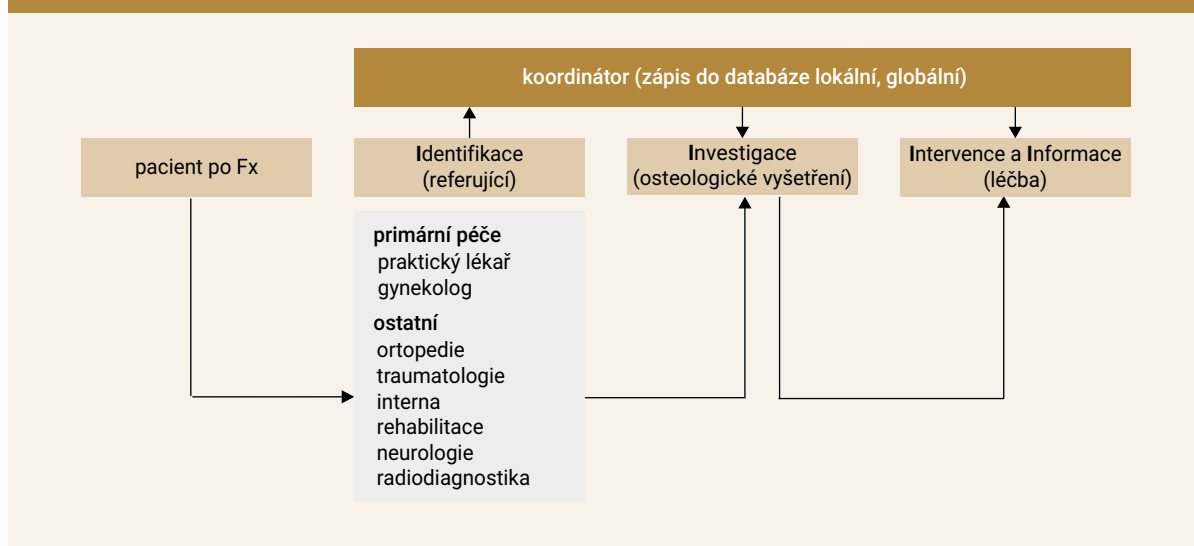 koordinátor (zápis do databáze lokální, globální)
pacient po Fx
Identifikace
(referující)
Investigace
(osteologické vyšetření)
Intervence a Informace
(léčba)
primární péče
praktický lékař
gynekolog
ostatní
ortopedie
traumatologie
interna
rehabilitace
neurologie
radiodiagnostika